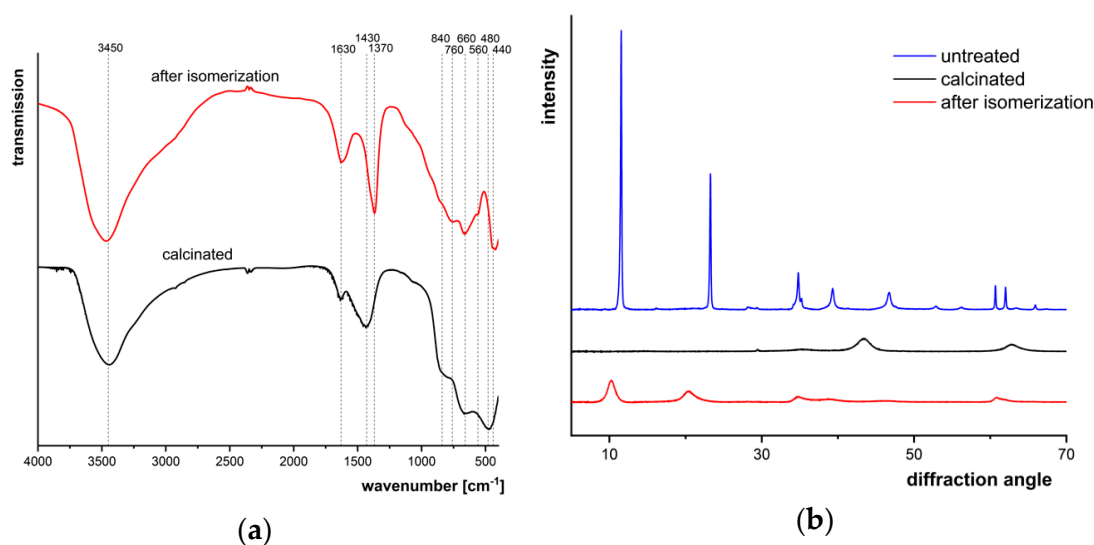 3450
1630
1430
1370
840
760
660
560
480
440
after isomerization
transmission
calcinated
4000
3500
3000
2500
2000
1500
1000
500
wavenumber [cm-1]
(a)
intensity
untreated
calcinated
after isomerization
10
30
50
70
diffraction angle
(b)